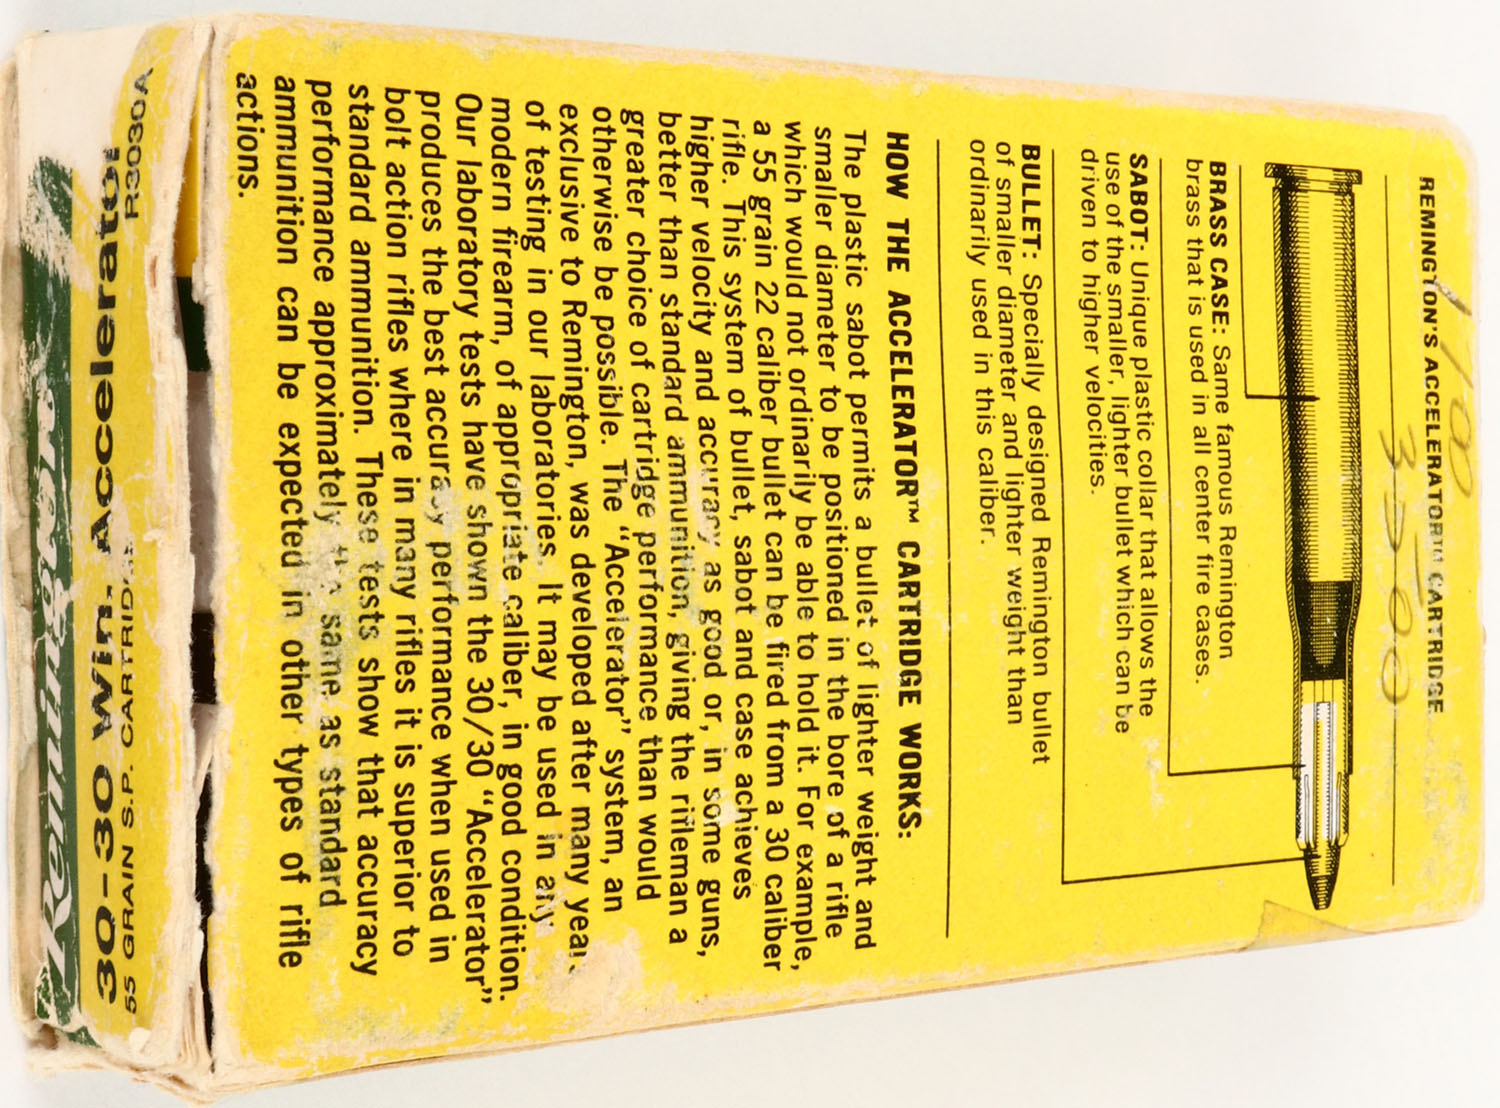 REMINGTON'S ACCELERATOR™ CARTRIDGE
1700
3200
BRASS CASE: Same famous Remington
brass that is used in all center fire cases.
SABOT: Unique plastic collar that allows the
use of the smaller, lighter bullet which can be
driven to higher velocities.
BULLET: Specially designed Remington bullet
of smaller diameter and lighter weight than
ordinarily used in this caliber.
HOW THE ACCELERATOR™ CARTRIDGE WORKS:
The plastic sabot permits a bullet of lighter weight and
smaller diameter to be positioned in the bore of a rifle
which would not ordinarily be able to hold it. For example,
a 55 grain 22 caliber bullet can be fired from a 30 caliber
rifle. This system of bullet, sabot and case achieves
higher velocity and accuracy as good or, in some guns,
better than standard ammunition, giving the rifleman a
greater choice of cartridge performance than would
otherwise be possible. The "Accelerator" system, an
exclusive to Remington, was developed after many years
of testing in our laboratories. It may be used in any
modern firearm, of appropriate caliber, in good condition.
Our laboratory tests have shown the 30/30 "Accelerator"
produces the best accuracy performance when used in
bolt action rifles where in many rifles it is superior to
standard ammunition. These tests show that accuracy
performance approximately the same as standard
ammunition can be expected in other types of rifle
actions.
R3030A
30-30 Win. Accelerator
55 GRAIN S.P. CARTRIDGES
Remington